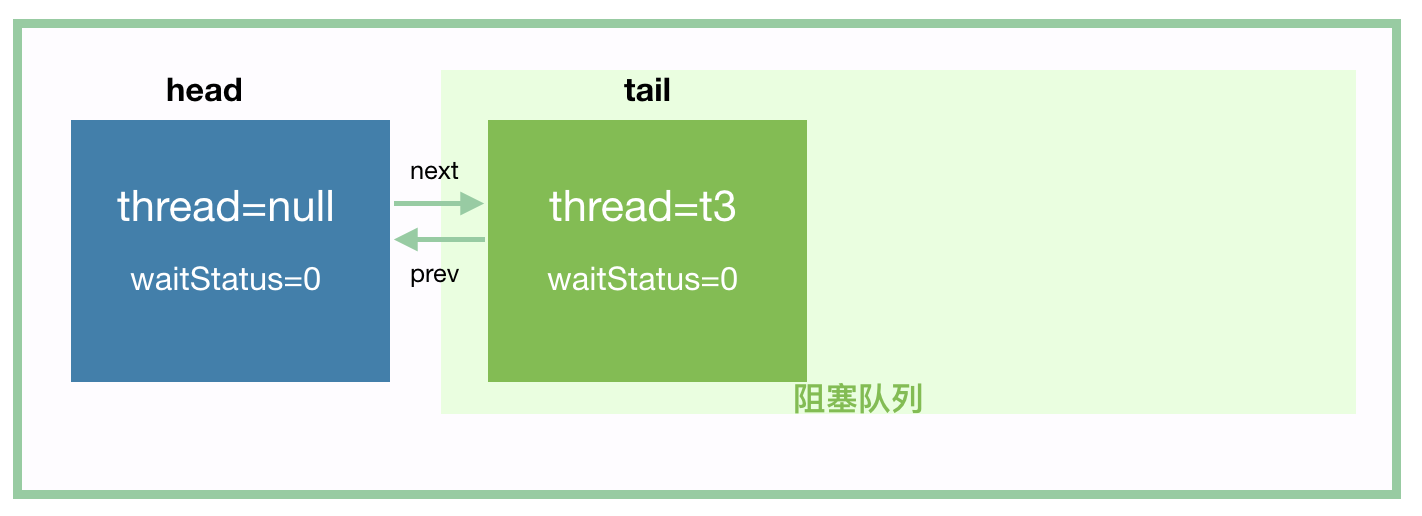 head
tail
thread=null
waitStatus=0
next
prev
thread=t3
waitStatus=0
阻塞队列